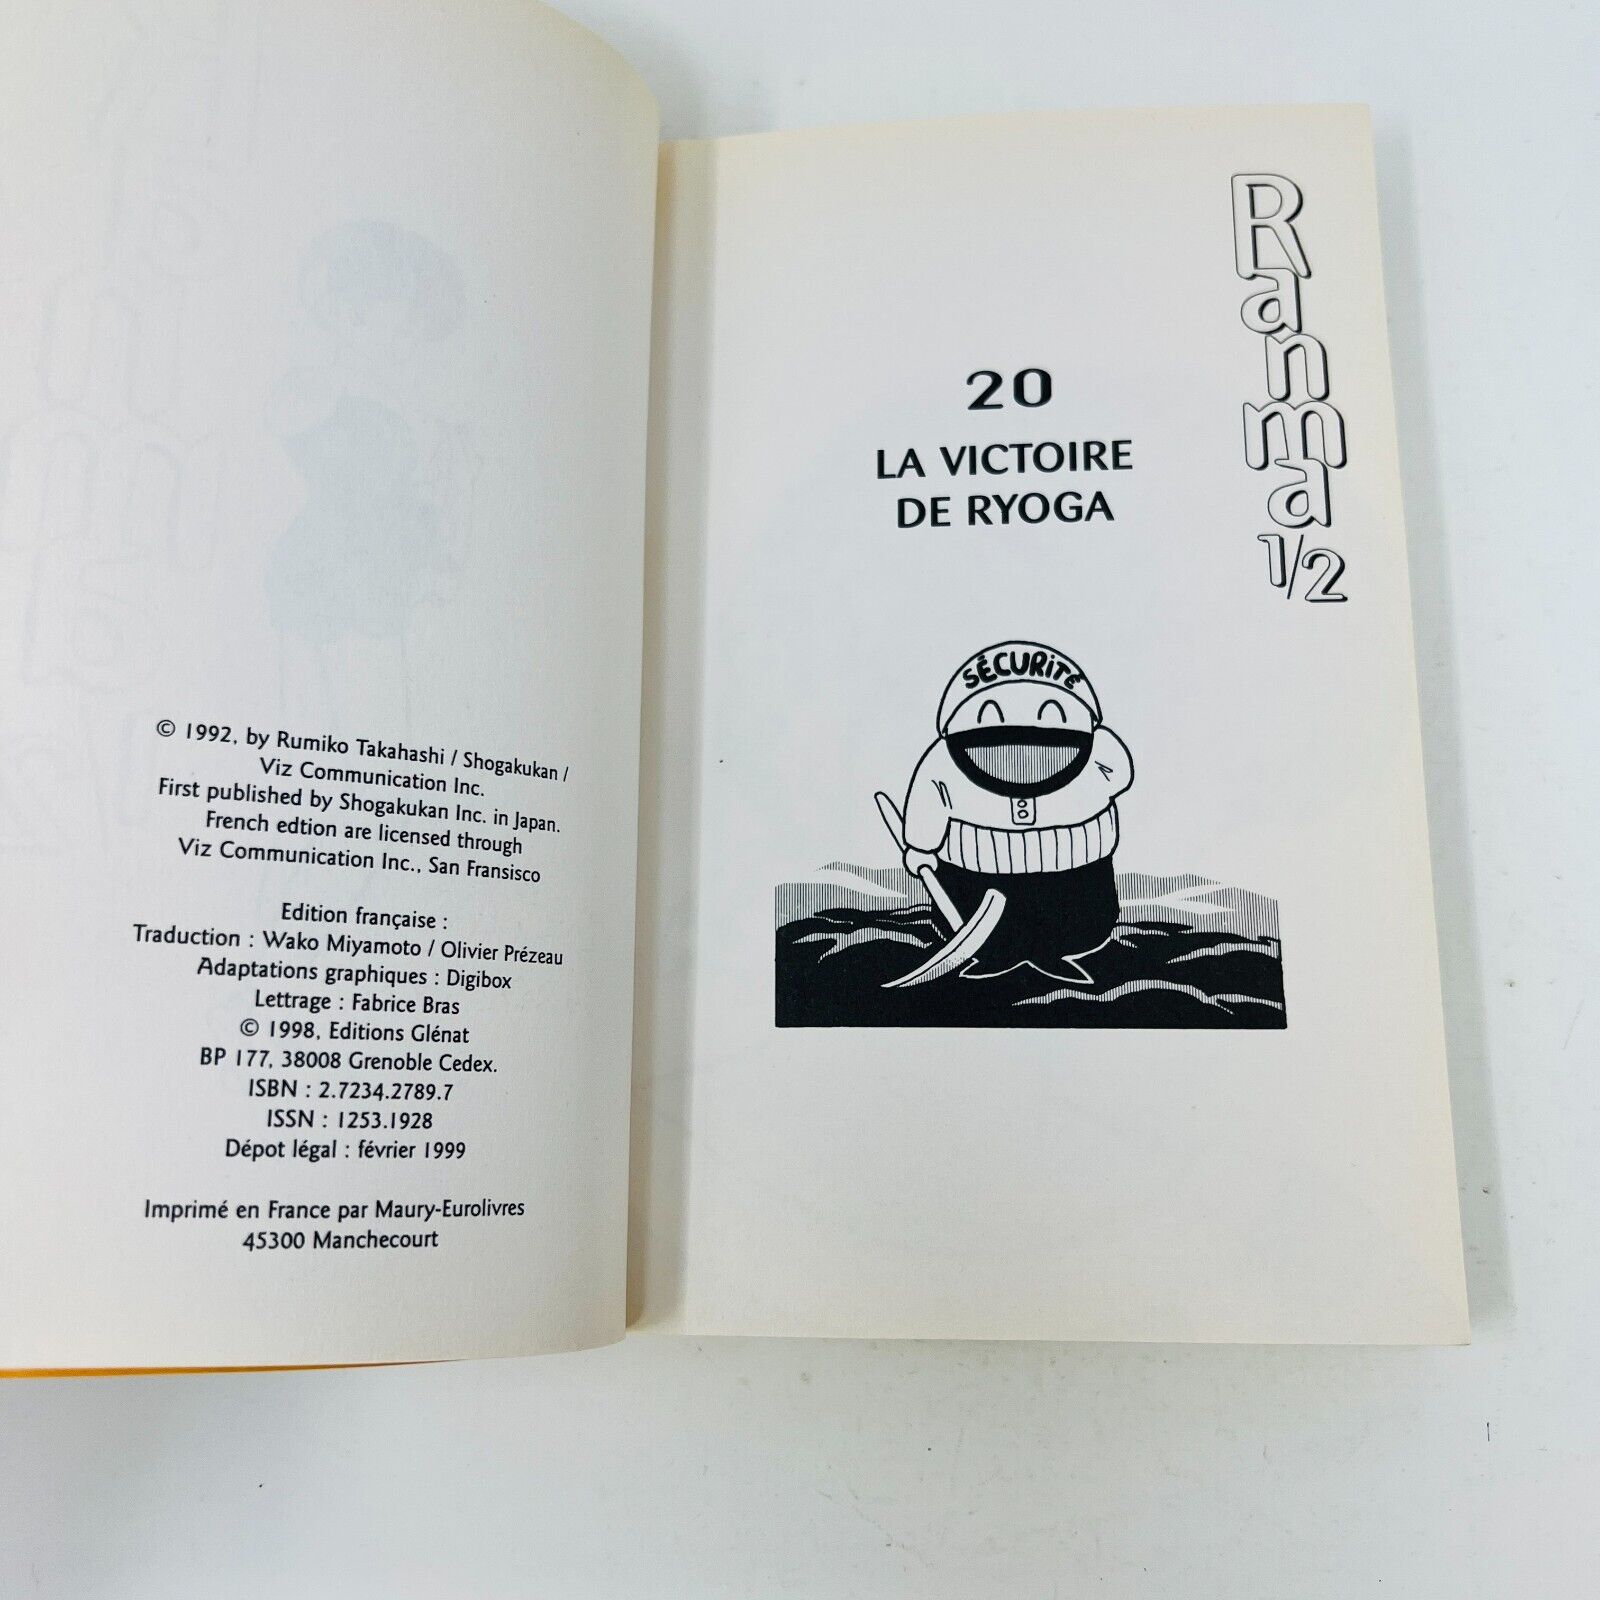 © 1992, by Rumiko Takahashi / Shogakukan /
Viz Communication Inc.
First published by Shogakukan Inc. in Japan.
French edtion are licensed through
Viz Communication Inc., San Fransisco
Edition française :
Traduction : Wako Miyamoto / Olivier Prézeau
Adaptations graphiques : Digibox
Lettrage : Fabrice Bras
© 1998, Editions Glénat
BP 177, 38008 Grenoble Cedex.
ISBN : 2.7234.2789.7
ISSN : 1253.1928
Dépot légal : février 1999
Imprimé en France par Maury-Eurolivres
45300 Manchecourt
Ranma 1/2
20
LA VICTOIRE
DE RYOGA
SÉCURiTÉ